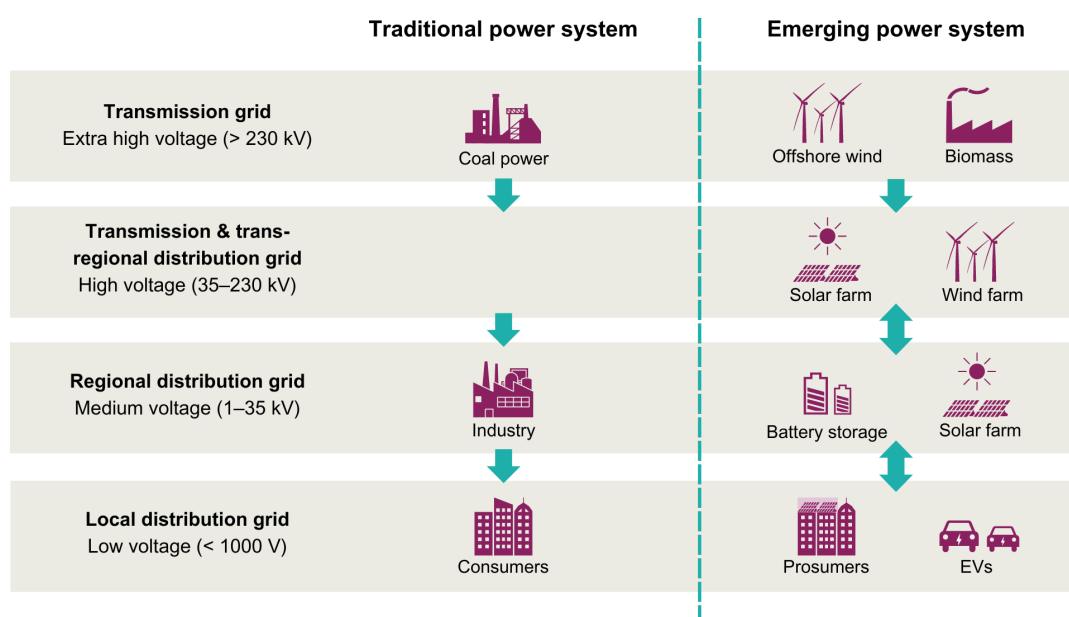 Traditional power system
Emerging power system
Transmission grid
Extra high voltage (> 230 kV)
Coal power
Offshore wind
Biomass
Transmission & trans-
regional distribution grid
High voltage (35–230 kV)
Solar farm
Wind farm
Regional distribution grid
Medium voltage (1–35 kV)
Industry
Battery storage
Solar farm
Local distribution grid
Low voltage (< 1000 V)
Consumers
Prosumers
EVs